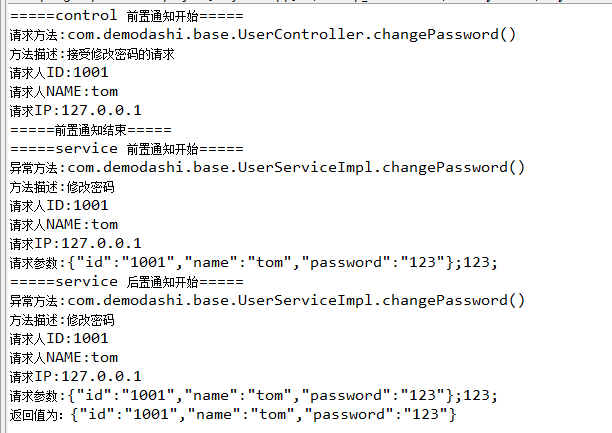 =====control 前置通知开始=====
请求方法:com.demodashi.base.UserController.changePassword()
方法描述:接受修改密码的请求
请求人ID:1001
请求人NAME:tom
请求IP:127.0.0.1
=====前置通知结束=====
=====service 前置通知开始=====
异常方法:com.demodashi.base.UserServiceImpl.changePassword()
方法描述:修改密码
请求人ID:1001
请求人NAME:tom
请求IP:127.0.0.1
请求参数:{"id":"1001","name":"tom","password":"123"};123;
=====service 后置通知开始=====
异常方法:com.demodashi.base.UserServiceImpl.changePassword()
方法描述:修改密码
请求人ID:1001
请求人NAME:tom
请求IP:127.0.0.1
请求参数:{"id":"1001","name":"tom","password":"123"};123;
返回值为：{"id":"1001","name":"tom","password":"123"}